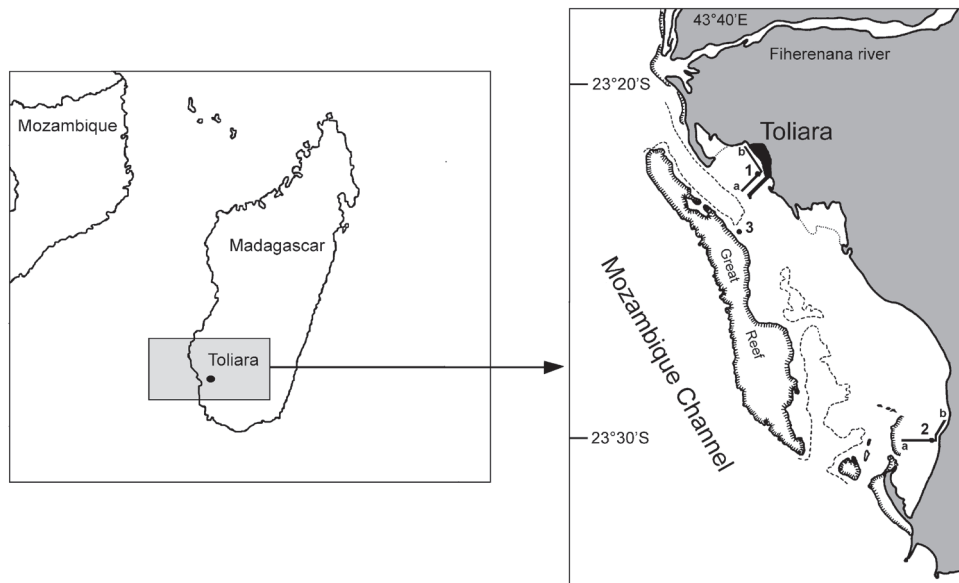 Mozambique
Madagascar
Toliara
43°40'E
Fiherenana river
23°20'S
Toliara
b
1
a
3
Great
Reef
Mozambique Channel
b
2
a
23°30'S